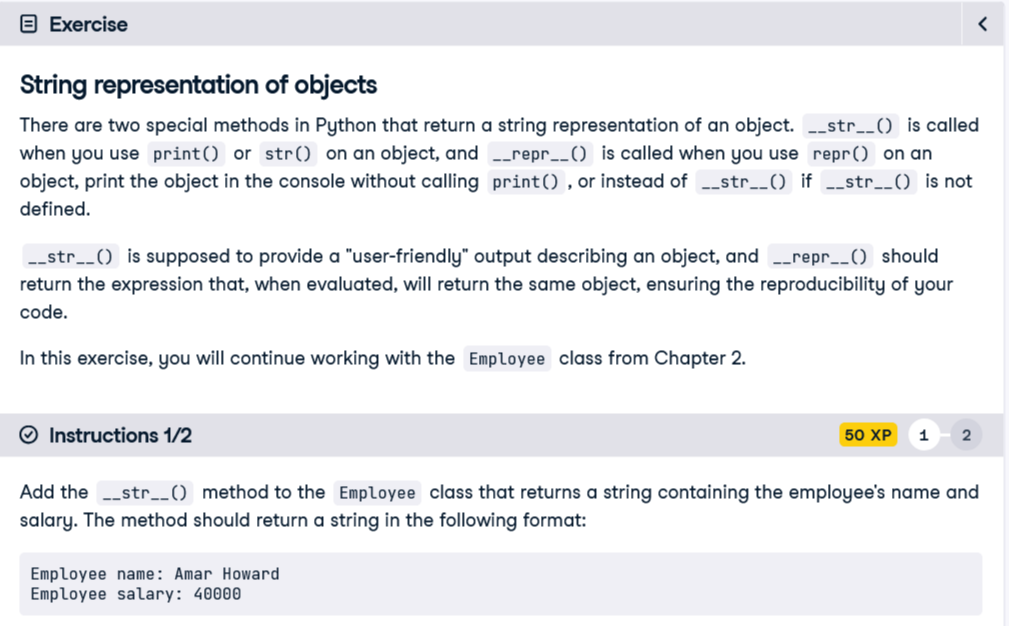 Exercise
String representation of objects
There are two special methods in Python that return a string representation of an object. __str__() is called
when you use print() or str() on an object, and __repr__() is called when you use repr() on an
object, print the object in the console without calling print() , or instead of __str__() if __str__() is not
defined.
__str__() is supposed to provide a "user-friendly" output describing an object, and __repr__() should
return the expression that, when evaluated, will return the same object, ensuring the reproducibility of your
code.
In this exercise, you will continue working with the Employee class from Chapter 2.
Instructions 1/2 50 XP 1 2
Add the __str__() method to the Employee class that returns a string containing the employee's name and
salary. The method should return a string in the following format:
Employee name: Amar Howard
Employee salary: 40000